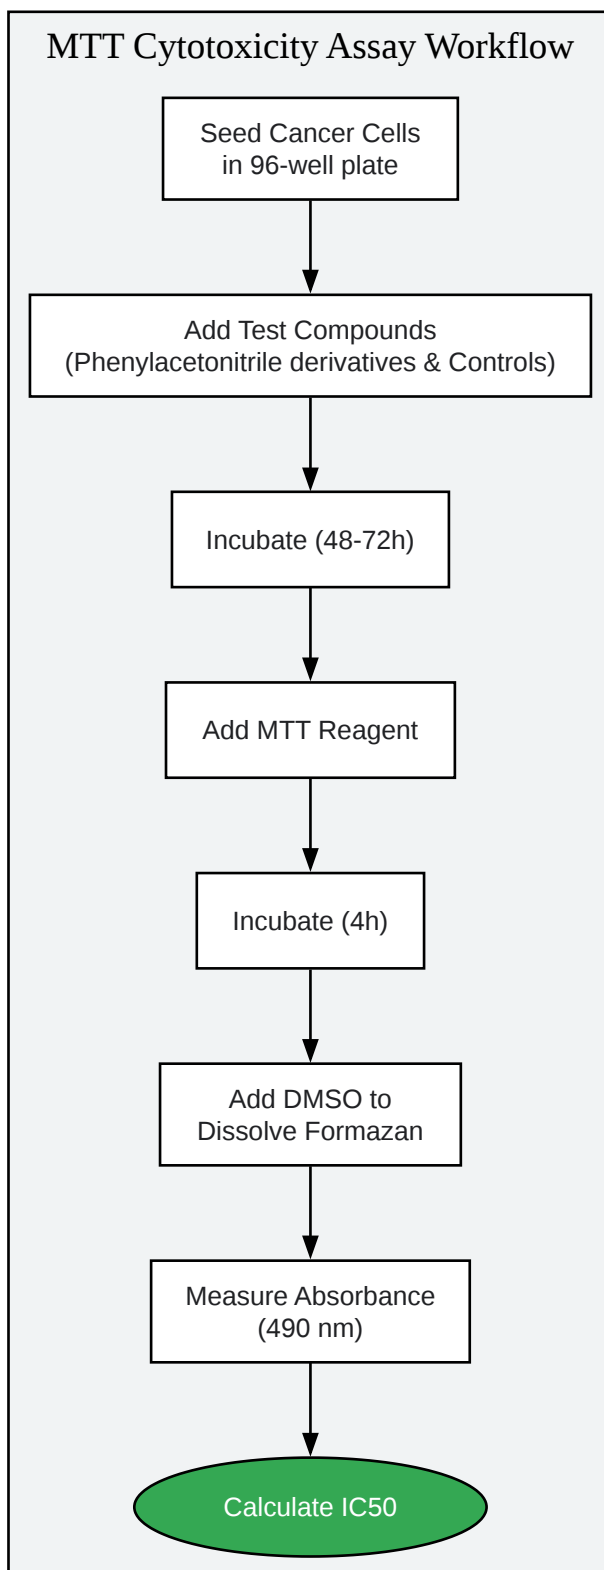 MTT Cytotoxicity Assay Workflow
Seed Cancer Cells
in 96-well plate
Add Test Compounds
(Phenylacetonitrile derivatives & Controls)
Incubate (48-72h)
Add MTT Reagent
Incubate (4h)
Add DMSO to
Dissolve Formazan
Measure Absorbance
(490 nm)
Calculate IC50